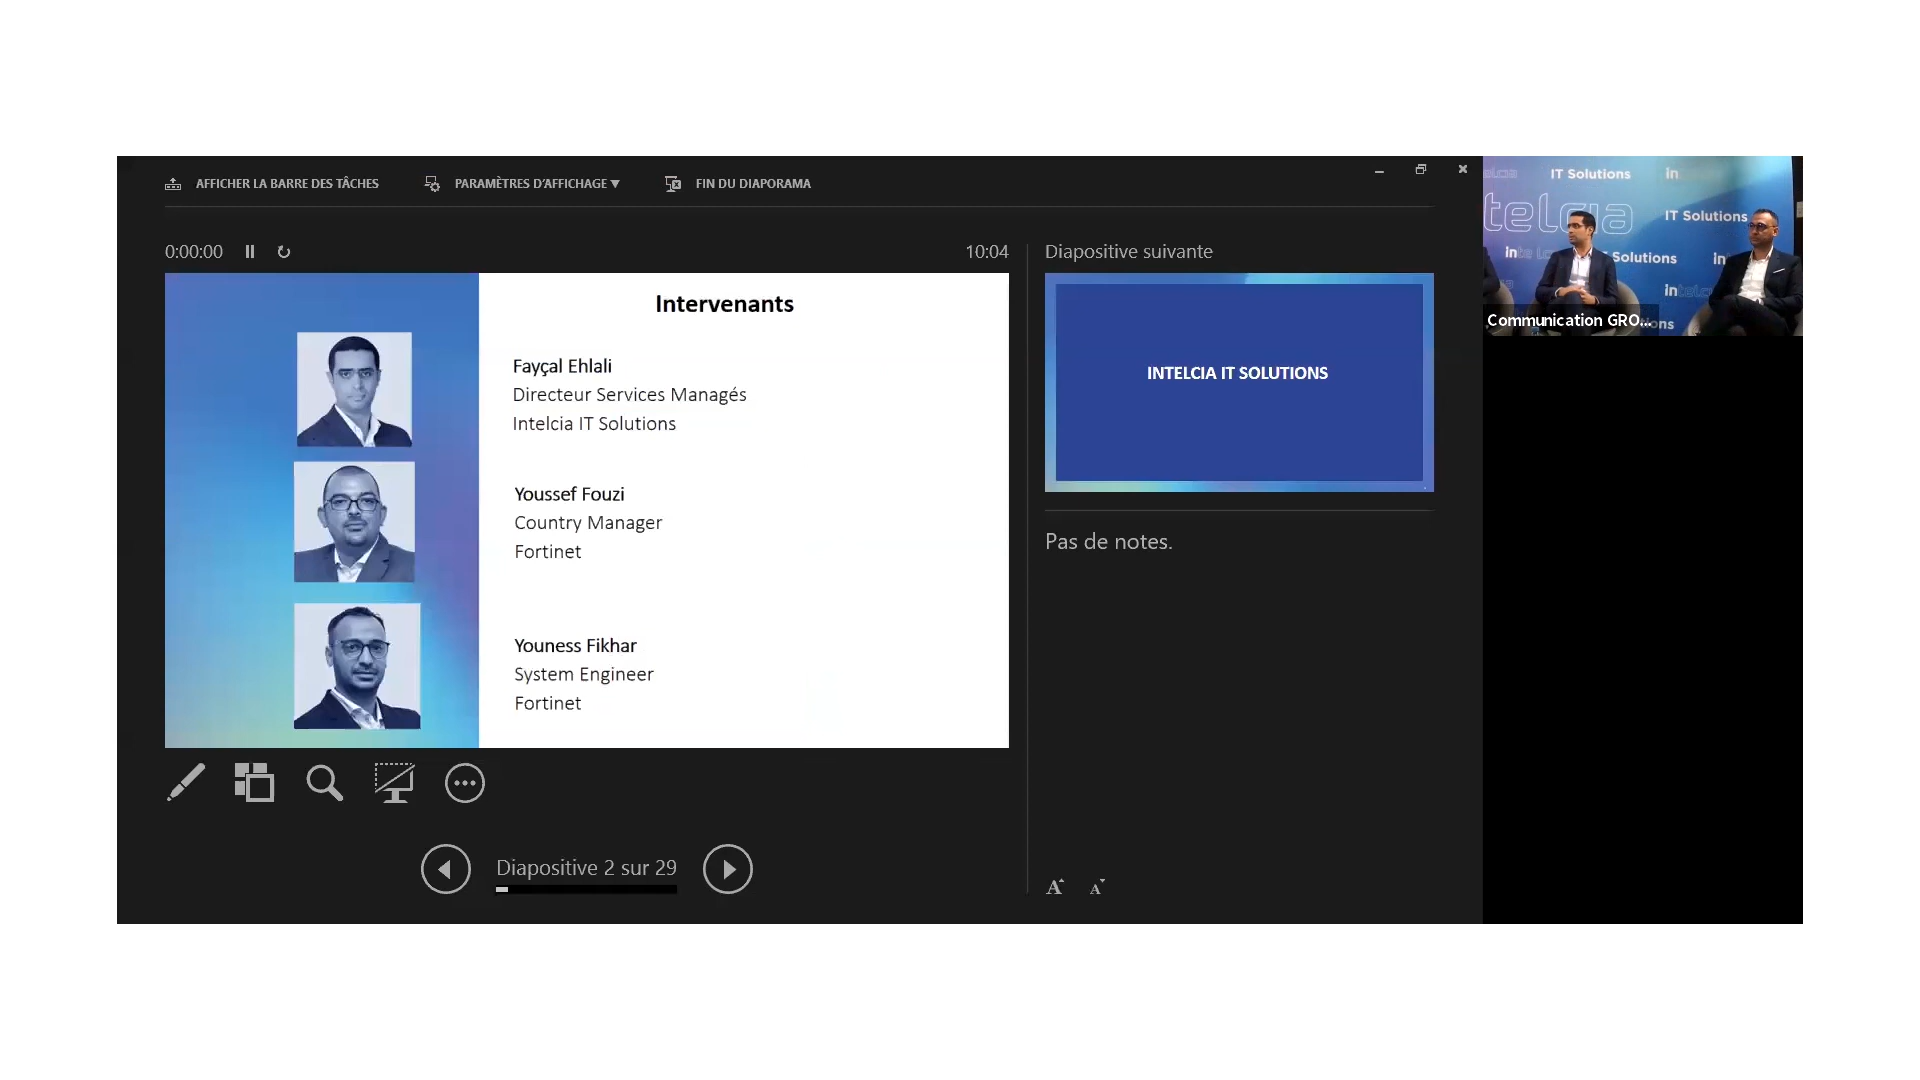 AFFICHER LA BARRE DES TÂCHES
PARAMÈTRES D'AFFICHAGE ▼
FIN DU DIAPORAMA
0:00:00
10:04
Intervenants
Fayçal Ehlali
Directeur Services Managés
Intelcia IT Solutions
Youssef Fouzi
Country Manager
Fortinet
Youness Fikhar
System Engineer
Fortinet
Diapositive 2 sur 29
Diapositive suivante
INTELCIA IT SOLUTIONS
Pas de notes.
A A
IT Solutions
telcia
IT Solutions
Solutions
intelcia
Communication GRO...